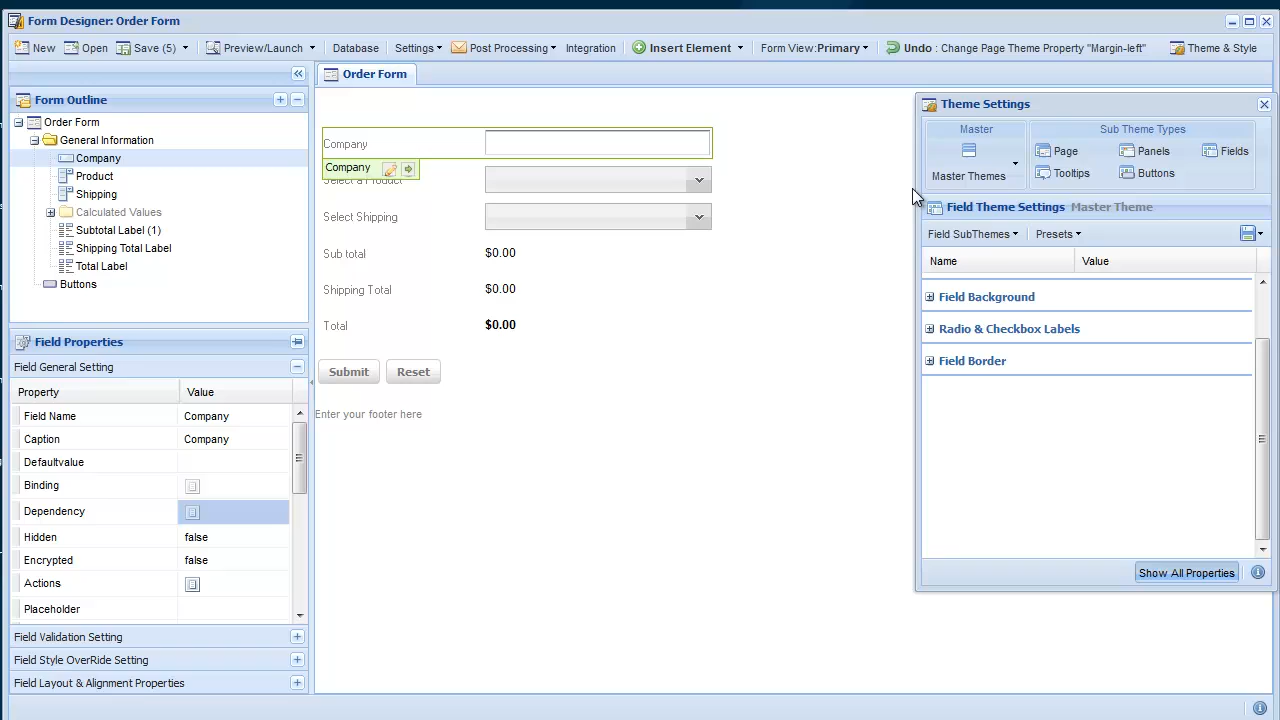 Form Designer: Order Form
New Open Save (5) Preview/Launch Database Settings Post Processing Integration Insert Element Form View:Primary Undo : Change Page Theme Property "Margin-left" Theme & Style
Form Outline
Order Form
General Information
Company
Product
Shipping
Calculated Values
Subtotal Label (1)
Shipping Total Label
Total Label
Buttons
Field Properties
Field General Setting
Property Value
Field Name Company
Caption Company
Defaultvalue
Binding
Dependency
Hidden false
Encrypted false
Actions
Placeholder
Field Validation Setting
Field Style OverRide Setting
Field Layout & Alignment Properties
Order Form
Company
Company
Select a Product
Select Shipping
Sub total $0.00
Shipping Total $0.00
Total $0.00
Submit Reset
Enter your footer here
Theme Settings
Master Sub Theme Types
Page Panels Fields
Master Themes Tooltips Buttons
Field Theme Settings Master Theme
Field SubThemes Presets
Name Value
Field Background
Radio & Checkbox Labels
Field Border
Show All Properties